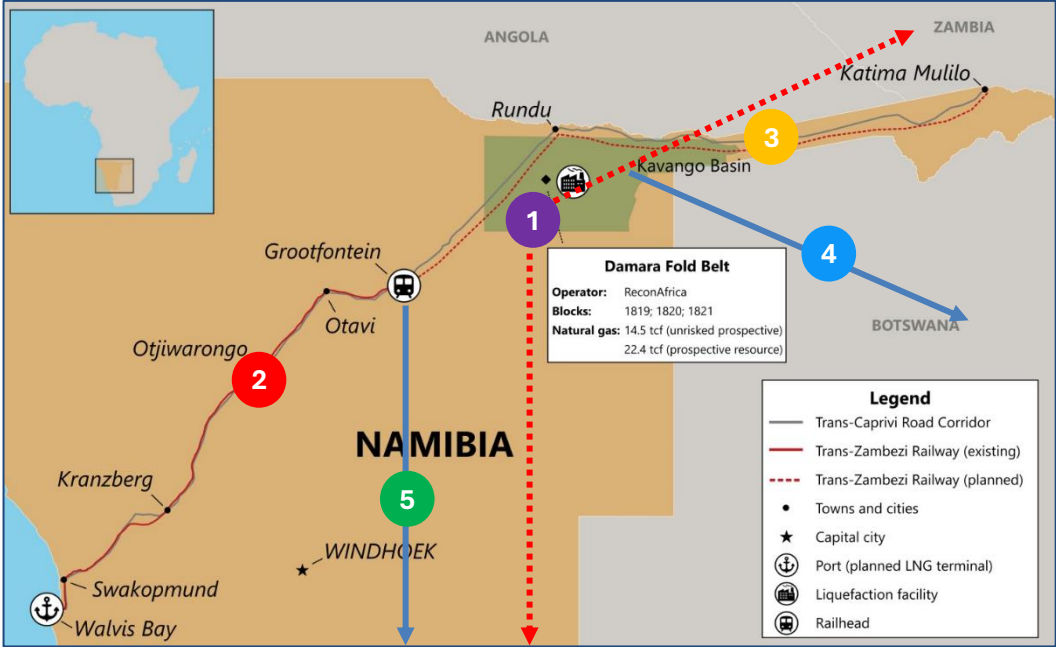 ANGOLA
ZAMBIA
Katima Mulilo
Rundu
3
Kavango Basin
1
Grootfontein
4
Damara Fold Belt
Operator: ReconAfrica
Blocks: 1819; 1820; 1821
Natural gas: 14.5 tcf (unrisked prospective)
22.4 tcf (prospective resource)
Otavi
BOTSWANA
Otjiwarongo
2
NAMIBIA
Kranzberg
5
WINDHOEK
Swakopmund
Walvis Bay
Legend
Trans-Caprivi Road Corridor
Trans-Zambezi Railway (existing)
Trans-Zambezi Railway (planned)
Towns and cities
Capital city
Port (planned LNG terminal)
Liquefaction facility
Railhead